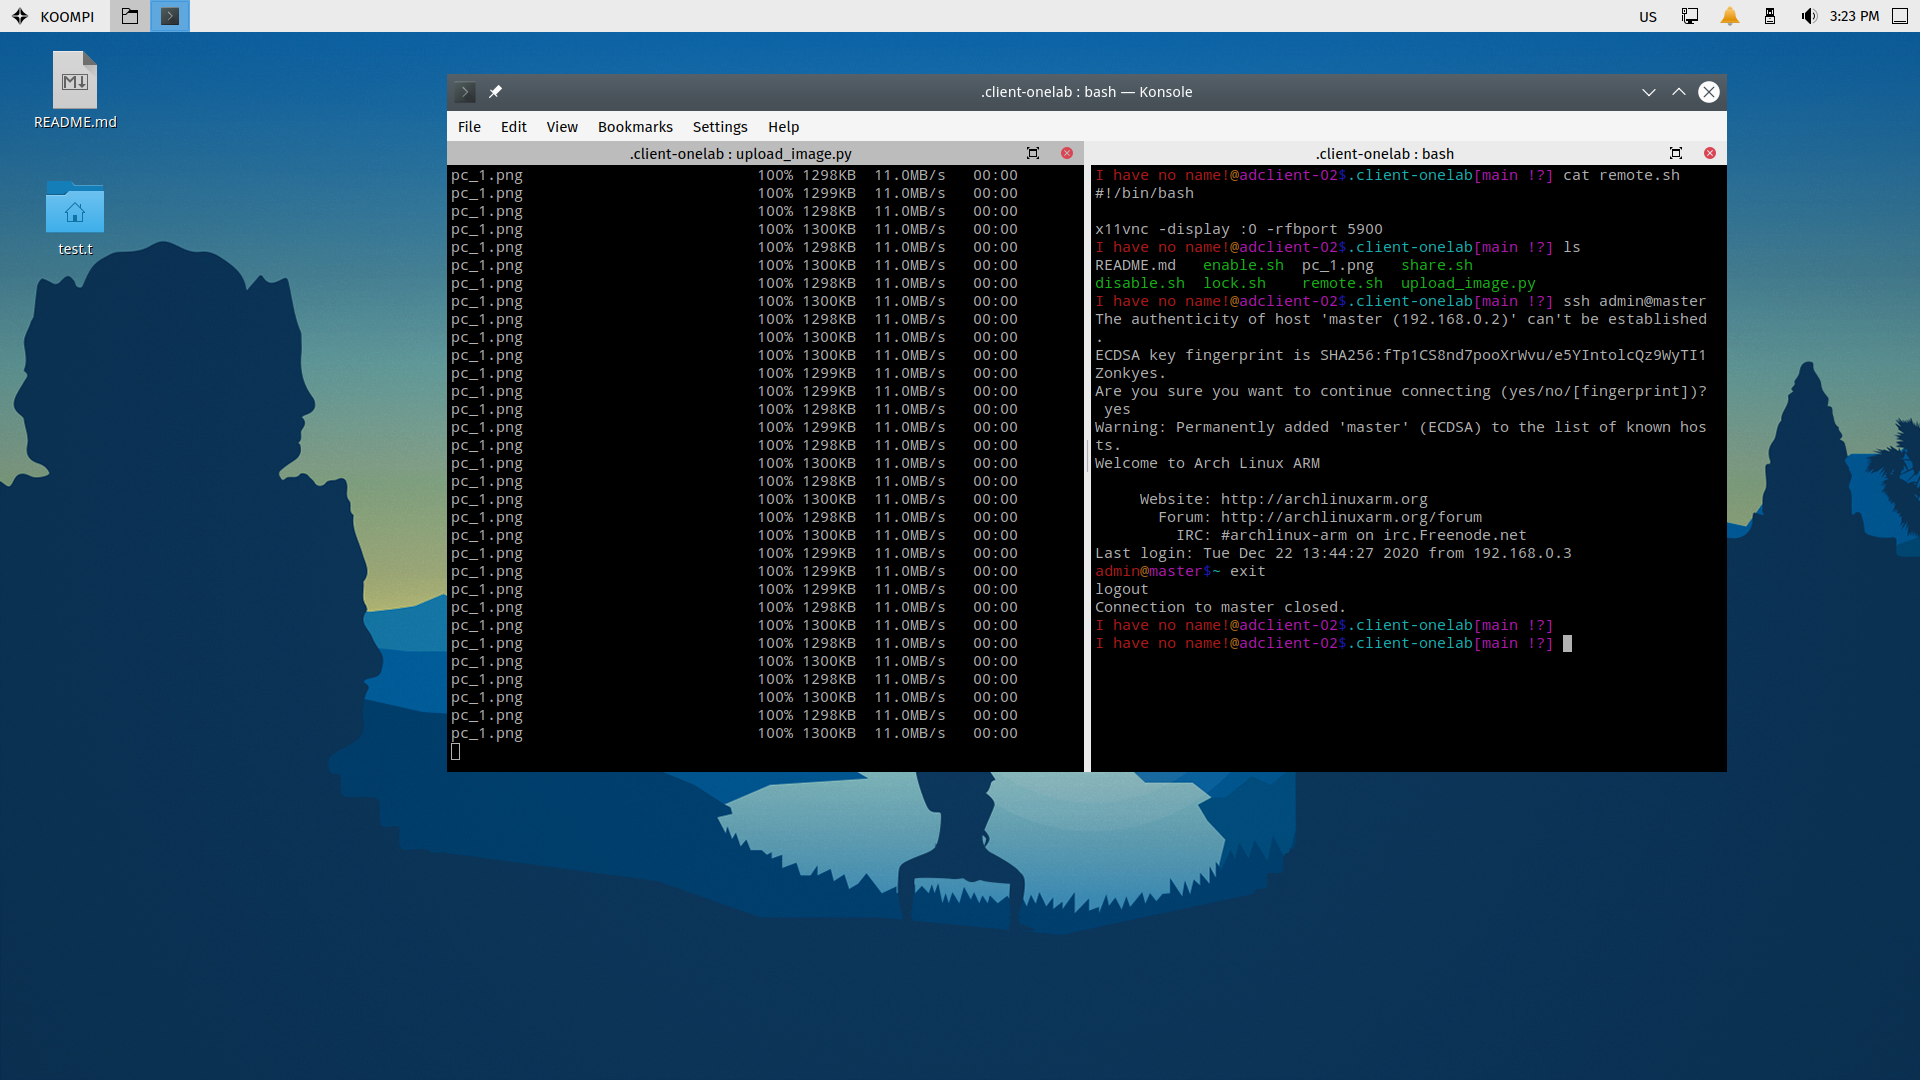 KOOMPI
US
3:23 PM
README.md
test.t
.client-onelab : bash — Konsole
File Edit View Bookmarks Settings Help
.client-onelab : upload_image.py
pc_1.png 100% 1298KB 11.0MB/s 00:00
pc_1.png 100% 1299KB 11.0MB/s 00:00
pc_1.png 100% 1298KB 11.0MB/s 00:00
pc_1.png 100% 1300KB 11.0MB/s 00:00
pc_1.png 100% 1298KB 11.0MB/s 00:00
pc_1.png 100% 1300KB 11.0MB/s 00:00
pc_1.png 100% 1298KB 11.0MB/s 00:00
pc_1.png 100% 1300KB 11.0MB/s 00:00
pc_1.png 100% 1298KB 11.0MB/s 00:00
pc_1.png 100% 1300KB 11.0MB/s 00:00
pc_1.png 100% 1298KB 11.0MB/s 00:00
pc_1.png 100% 1299KB 11.0MB/s 00:00
pc_1.png 100% 1299KB 11.0MB/s 00:00
pc_1.png 100% 1298KB 11.0MB/s 00:00
pc_1.png 100% 1299KB 11.0MB/s 00:00
pc_1.png 100% 1298KB 11.0MB/s 00:00
pc_1.png 100% 1300KB 11.0MB/s 00:00
pc_1.png 100% 1298KB 11.0MB/s 00:00
pc_1.png 100% 1300KB 11.0MB/s 00:00
pc_1.png 100% 1298KB 11.0MB/s 00:00
pc_1.png 100% 1300KB 11.0MB/s 00:00
pc_1.png 100% 1299KB 11.0MB/s 00:00
pc_1.png 100% 1299KB 11.0MB/s 00:00
pc_1.png 100% 1299KB 11.0MB/s 00:00
pc_1.png 100% 1298KB 11.0MB/s 00:00
pc_1.png 100% 1300KB 11.0MB/s 00:00
pc_1.png 100% 1298KB 11.0MB/s 00:00
pc_1.png 100% 1300KB 11.0MB/s 00:00
pc_1.png 100% 1298KB 11.0MB/s 00:00
pc_1.png 100% 1300KB 11.0MB/s 00:00
pc_1.png 100% 1298KB 11.0MB/s 00:00
pc_1.png 100% 1300KB 11.0MB/s 00:00
.client-onelab : bash
I have no name!@adclient-02$.client-onelab[main !?] cat remote.sh
#!/bin/bash
x11vnc -display :0 -rfbport 5900
I have no name!@adclient-02$.client-onelab[main !?] ls
README.md enable.sh pc_1.png share.sh
disable.sh lock.sh remote.sh upload_image.py
I have no name!@adclient-02$.client-onelab[main !?] ssh admin@master
The authenticity of host 'master (192.168.0.2)' can't be established
.
ECDSA key fingerprint is SHA256:fTp1CS8nd7pooXrWvu/e5YIntolcQz9WyTI1
Zonkyes.
Are you sure you want to continue connecting (yes/no/[fingerprint])?
yes
Warning: Permanently added 'master' (ECDSA) to the list of known hos
ts.
Welcome to Arch Linux ARM
Website: http://archlinuxarm.org
Forum: http://archlinuxarm.org/forum
IRC: #archlinux-arm on irc.Freenode.net
Last login: Tue Dec 22 13:44:27 2020 from 192.168.0.3
admin@master$~ exit
logout
Connection to master closed.
I have no name!@adclient-02$.client-onelab[main !?]
I have no name!@adclient-02$.client-onelab[main !?]